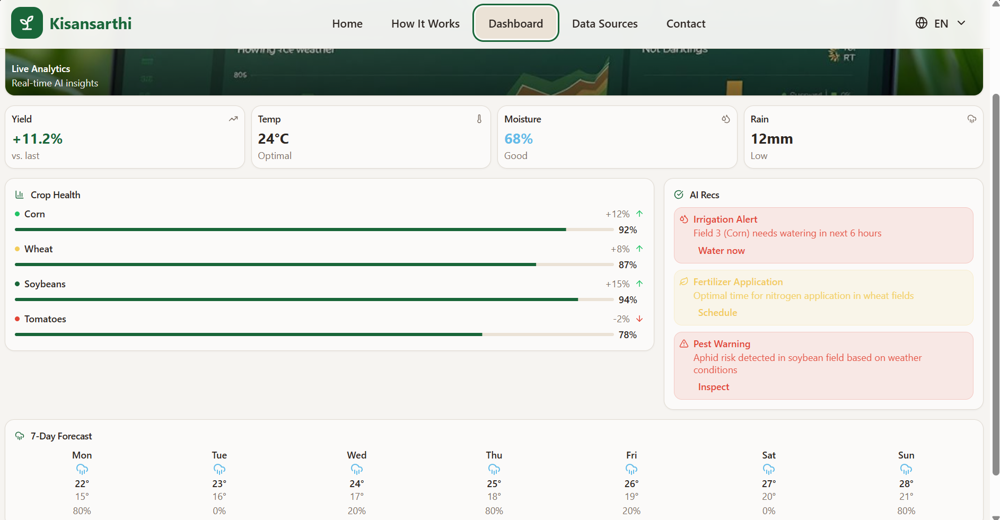 Kisansarthi
Home
How It Works
Dashboard
Data Sources
Contact
EN
Live Analytics
Real-time AI insights
RT
Yield
+11.2%
vs. last
Temp
24°C
Optimal
Moisture
68%
Good
Rain
12mm
Low
Crop Health
Corn
+12%
92%
Wheat
+8%
87%
Soybeans
+15%
94%
Tomatoes
-2%
78%
AI Recs
Irrigation Alert
Field 3 (Corn) needs watering in next 6 hours
Water now
Fertilizer Application
Optimal time for nitrogen application in wheat fields
Schedule
Pest Warning
Aphid risk detected in soybean field based on weather
conditions
Inspect
7-Day Forecast
Mon Tue Wed Thu Fri Sat Sun
22° 23° 24° 25° 26° 27° 28°
15° 16° 17° 18° 19° 20° 21°
80% 0% 20% 80% 20% 0% 80%